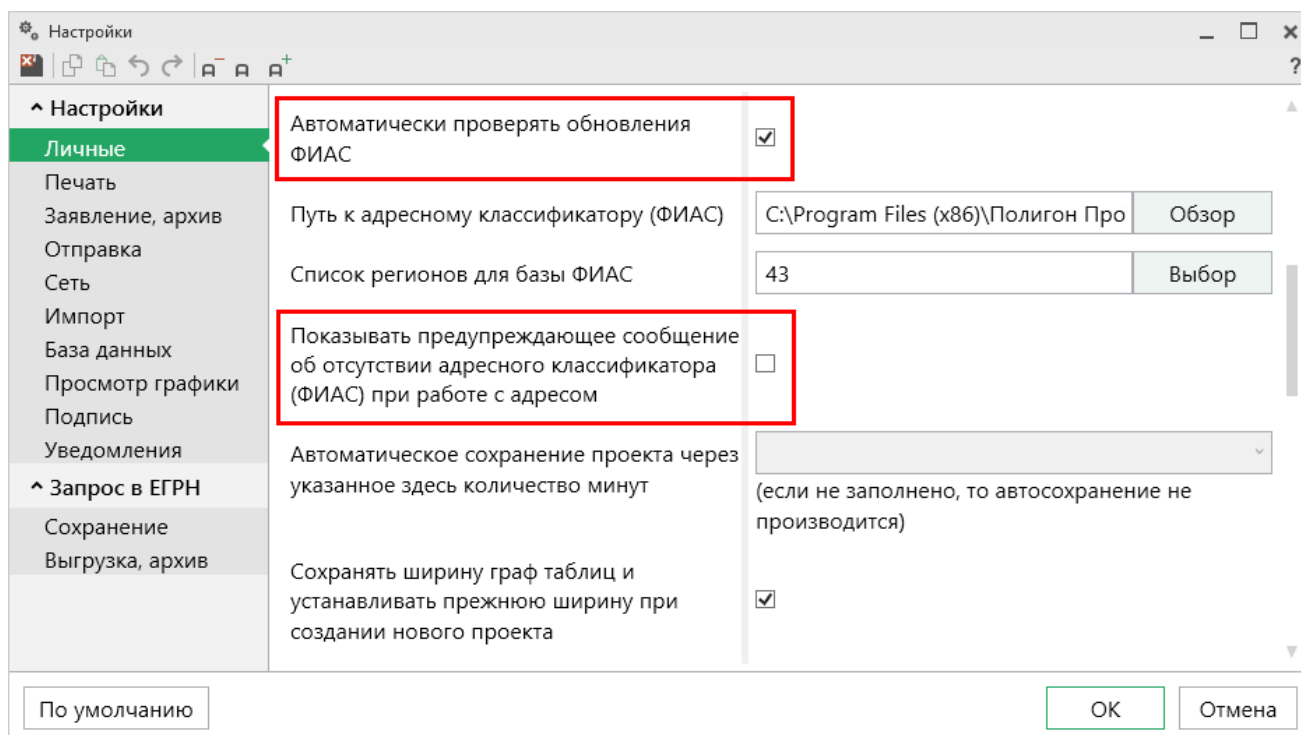 Настройки
?
Настройки
Личные
Печать
Заявление, архив
Отправка
Сеть
Импорт
База данных
Просмотр графики
Подпись
Уведомления
Запрос в ЕГРН
Сохранение
Выгрузка, архив
Автоматически проверять обновления
ФИАС
Путь к адресному классификатору (ФИАС)
C:\Program Files (x86)\Полигон Про
Обзор
Список регионов для базы ФИАС
43
Выбор
Показывать предупреждающее сообщение
об отсутствии адресного классификатора
(ФИАС) при работе с адресом
Автоматическое сохранение проекта через
указанное здесь количество минут
(если не заполнено, то автосохранение не
производится)
Сохранять ширину граф таблиц и
устанавливать прежнюю ширину при
создании нового проекта
По умолчанию
ОК
Отмена